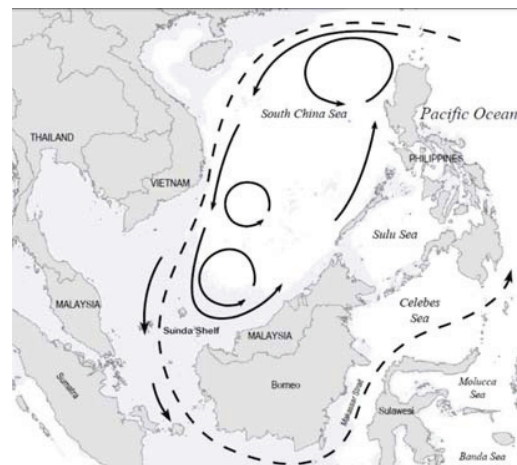 South China Sea
Pacific Ocean
THAILAND
VIETNAM
PHILIPPINES
Sulu Sea
MALAYSIA
Celebes
Sea
Sunda Shelf
MALAYSIA
Sumatra
Borneo
Makassar Strait
Sulawesi
Molucca
Sea
Banda Sea